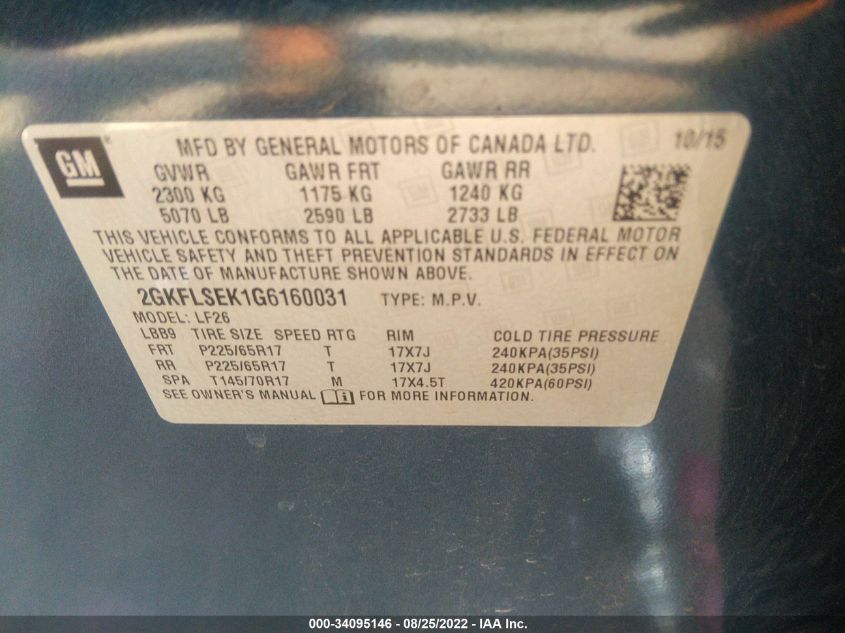 GM
MFD BY GENERAL MOTORS OF CANADA LTD. 10/15
GVWR GAWR FRT GAWR RR
2300 KG 1175 KG 1240 KG
5070 LB 2590 LB 2733 LB
THIS VEHICLE CONFORMS TO ALL APPLICABLE U.S. FEDERAL MOTOR
VEHICLE SAFETY AND THEFT PREVENTION STANDARDS IN EFFECT ON
THE DATE OF MANUFACTURE SHOWN ABOVE.
2GKFLSEK1G6160031 TYPE: M.P.V.
MODEL: LF26
LBB9 TIRE SIZE SPEED RTG RIM COLD TIRE PRESSURE
FRT P225/65R17 T 17X7J 240KPA(35PSI)
RR P225/65R17 T 17X7J 240KPA(35PSI)
SPA T145/70R17 M 17X4.5T 420KPA(60PSI)
SEE OWNER'S MANUAL i FOR MORE INFORMATION.
000-34095146 - 08/25/2022 - IAA Inc.